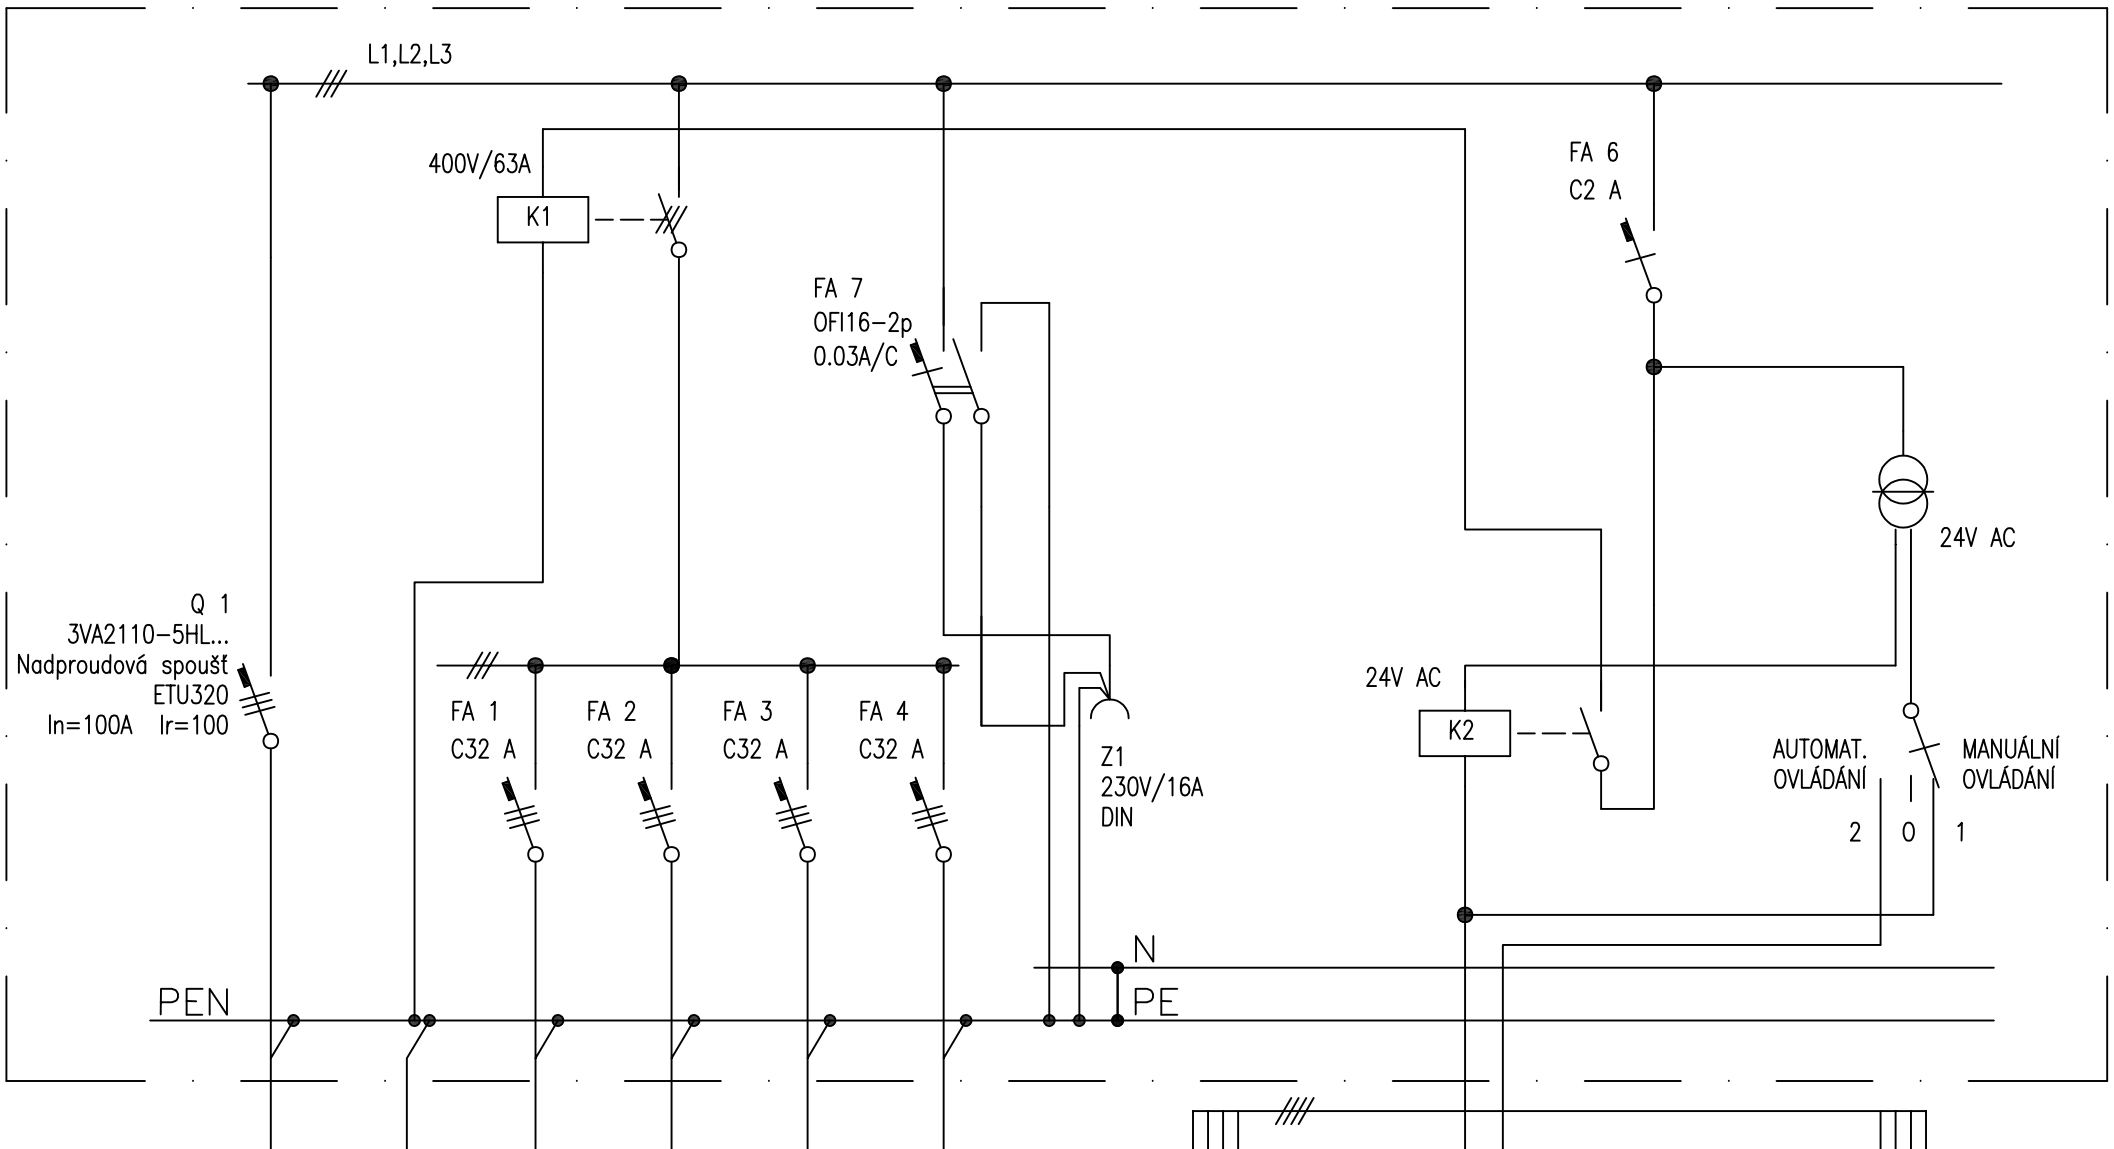 L1,L2,L3
400V/63A
K1
FA 6
C2 A
FA 7
OFI16-2p
0.03A/C
24V AC
Q 1
3VA2110-5HL...
Nadproudová spoušť
ETU320
In=100A Ir=100
FA 1
C32 A
FA 2
C32 A
FA 3
C32 A
FA 4
C32 A
Z1
230V/16A
DIN
24V AC
K2
AUTOMAT.
OVLÁDÁNÍ
MANUÁLNÍ
OVLÁDÁNÍ
2 0 1
N
PEN
PE